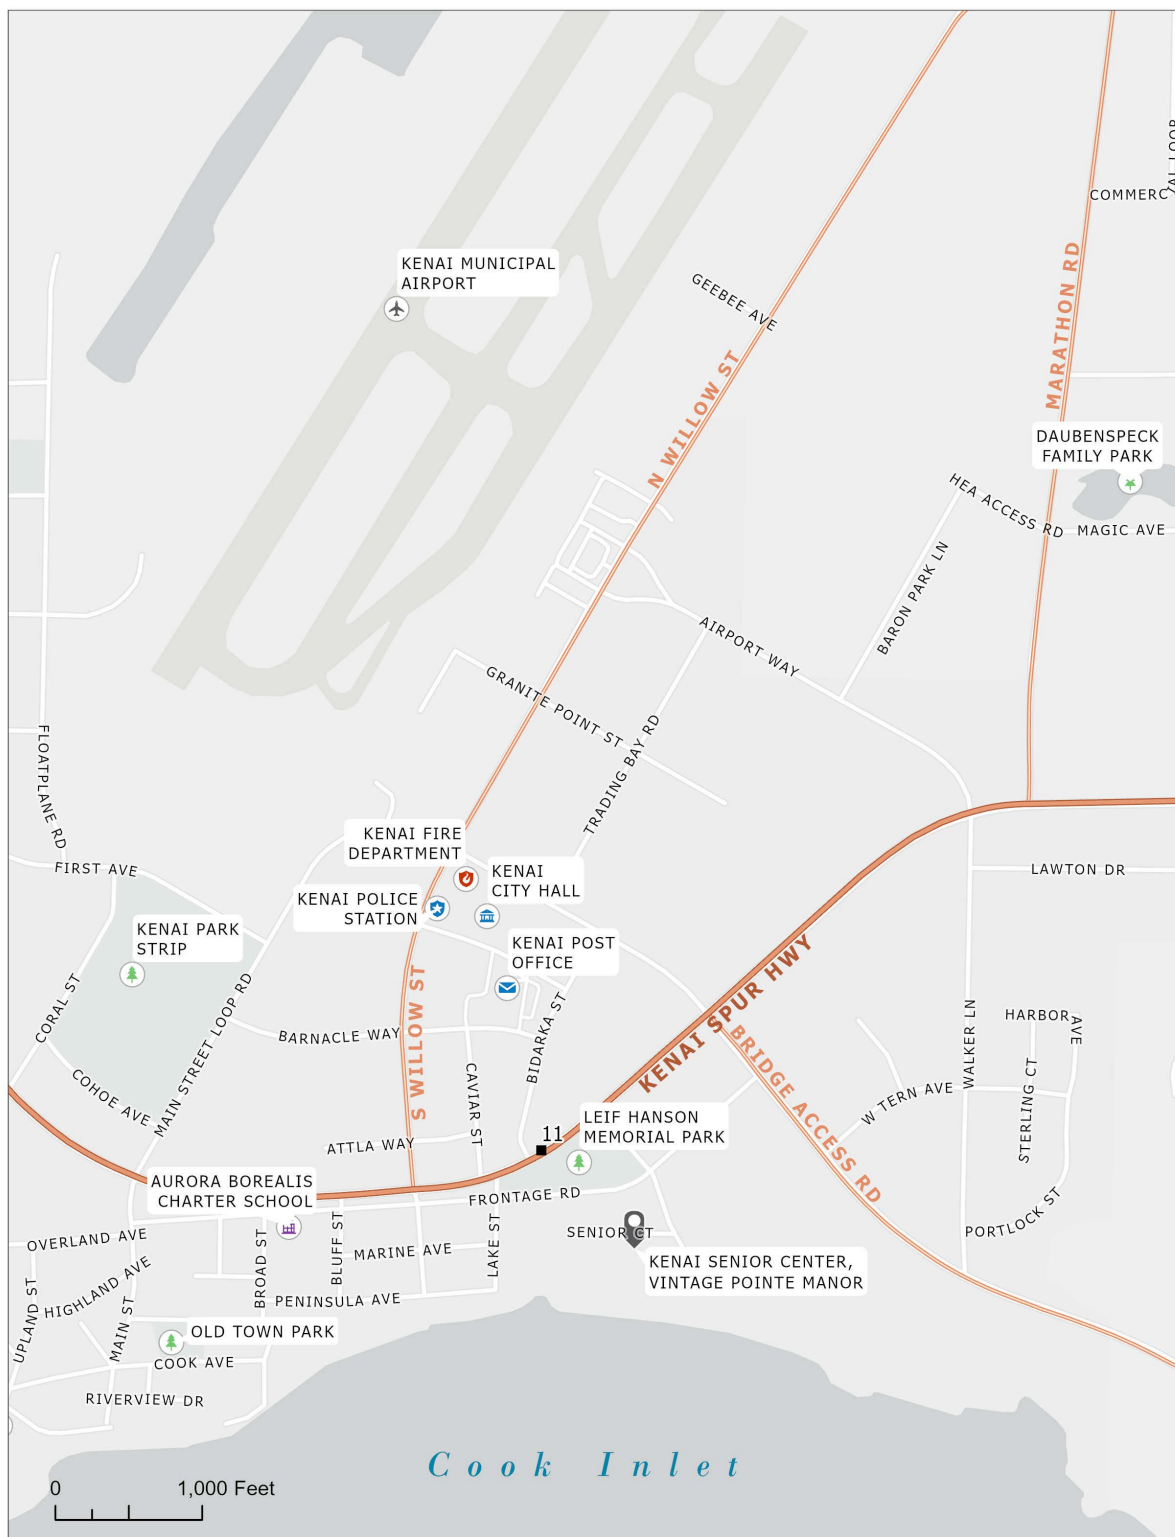 COMMERC
AL LOOP
KENAI MUNICIPAL
AIRPORT
GEEBEE AVE
MARATHON RD
N WILLOW ST
DAUBENSPECK
FAMILY PARK
HEA ACCESS RD
MAGIC AVE
BARON PARK LN
AIRPORT WAY
GRANITE POINT ST
TRADING BAY RD
FLOATPLANE RD
KENAI FIRE
DEPARTMENT
FIRST AVE
KENAI
CITY HALL
LAWTON DR
KENAI POLICE
STATION
KENAI PARK
STRIP
KENAI POST
OFFICE
CORAL ST
MAIN STREET LOOP RD
BARNACLE WAY
S WILLOW ST
BIDARKA ST
KENAI SPUR HWY
BRIDGE ACCESS RD
WALKER LN
HARBOR
AVE
COHOE AVE
CAVIAR ST
W TERN AVE
STERLING CT
11
LEIF HANSON
MEMORIAL PARK
ATTLA WAY
AUROREA BOREALIS
CHARTER SCHOOL
FRONTAGE RD
PORTLOCK ST
OVERLAND AVE
BROAD ST
BLUFF ST
MARINE AVE
LAKE ST
SENIOR CT
KENAI SENIOR CENTER,
VINTAGE POINTE MANOR
HIGHLAND AVE
UPLAND ST
MAIN ST
PENINSULA AVE
OLD TOWN PARK
COOK AVE
RIVERVIEW DR
Cook Inlet
0
1,000 Feet